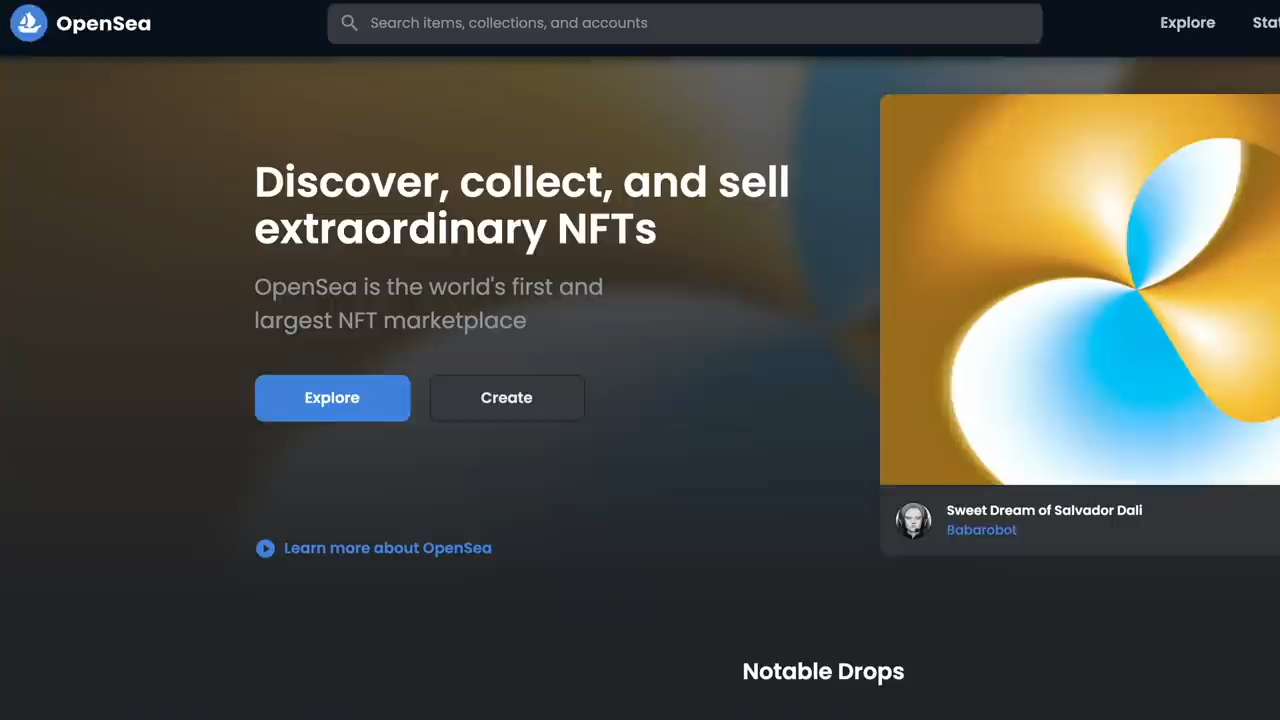 OpenSea
Search items, collections, and accounts
Explore
Discover, collect, and sell
extraordinary NFTs
OpenSea is the world's first and
largest NFT marketplace
Explore
Create
Learn more about OpenSea
Sweet Dream of Salvador Dali
Babarobot
Notable Drops